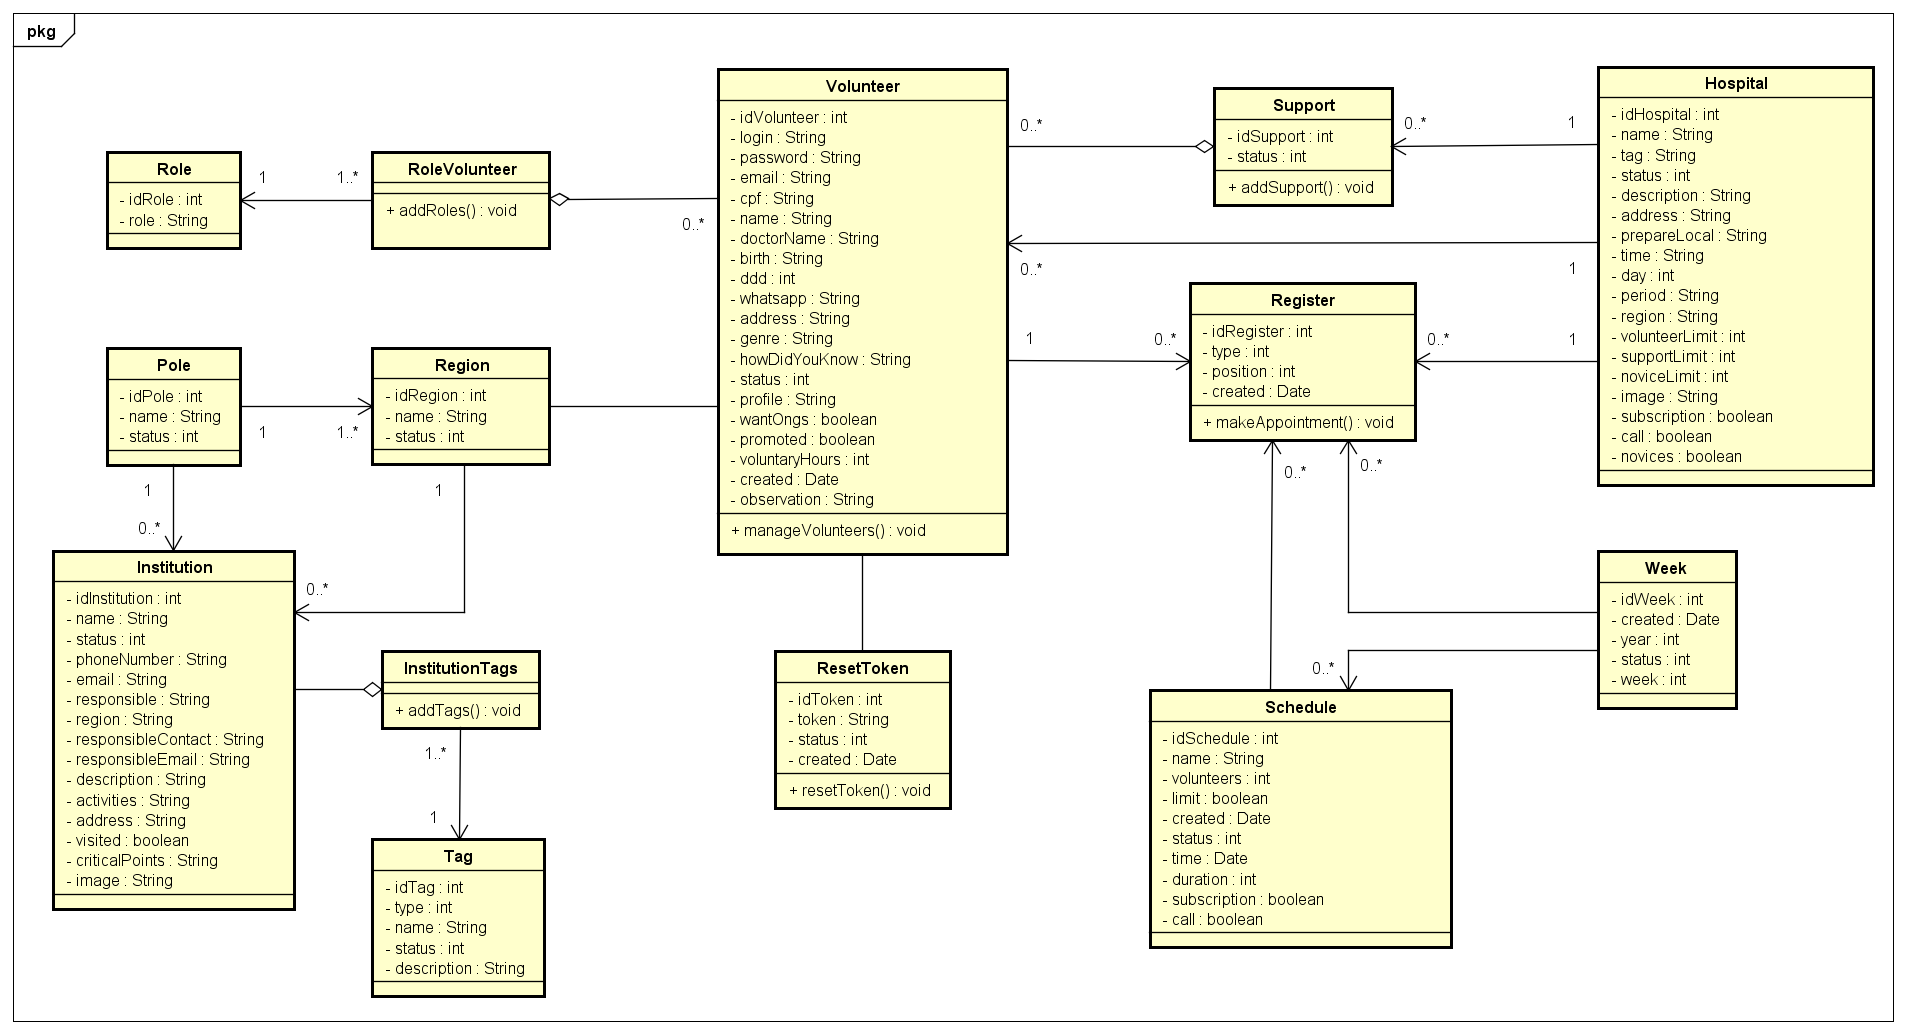 pkg
Role
- idRole : int
- role : String
1
1..*
RoleVolunteer
+ addRoles() : void
0..*
Volunteer
- idVolunteer : int
- login : String
- password : String
- email : String
- cpf : String
- name : String
- doctorName : String
- birth : String
- ddd : int
- whatsapp : String
- address : String
- genre : String
- howDidYouKnow : String
- status : int
- profile : String
- wantOngs : boolean
- promoted : boolean
- voluntaryHours : int
- created : Date
- observation : String
+ manageVolunteers() : void
0..*
Support
- idSupport : int
- status : int
+ addSupport() : void
0..*
1
Hospital
- idHospital : int
- name : String
- tag : String
- status : int
- description : String
- address : String
- prepareLocal : String
- time : String
- day : int
- period : String
- region : String
- volunteerLimit : int
- supportLimit : int
- noviceLimit : int
- image : String
- subscription : boolean
- call : boolean
- novices : boolean
0..*
1
Register
- idRegister : int
- type : int
- position : int
- created : Date
+ makeAppointment() : void
1
0..*
0..*
1
0..*
0..*
Pole
- idPole : int
- name : String
- status : int
1
1..*
Region
- idRegion : int
- name : String
- status : int
1
0..*
1
0..*
Institution
- idInstitution : int
- name : String
- status : int
- phoneNumber : String
- email : String
- responsible : String
- region : String
- responsibleContact : String
- responsibleEmail : String
- description : String
- activities : String
- address : String
- visited : boolean
- criticalPoints : String
- image : String
InstitutionTags
+ addTags() : void
1..*
1
Tag
- idTag : int
- type : int
- name : String
- status : int
- description : String
ResetToken
- idToken : int
- token : String
- status : int
- created : Date
+ resetToken() : void
Week
- idWeek : int
- created : Date
- year : int
- status : int
- week : int
0..*
Schedule
- idSchedule : int
- name : String
- volunteers : int
- limit : boolean
- created : Date
- status : int
- time : Date
- duration : int
- subscription : boolean
- call : boolean